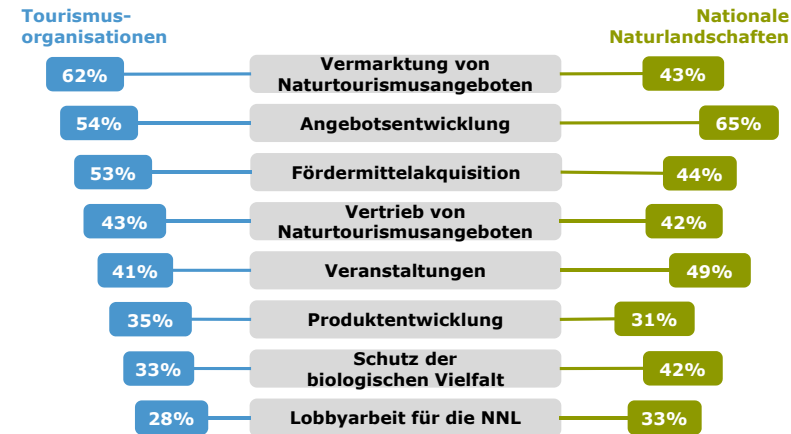 Tourismus-
organisationen
Nationale
Naturlandschaften
62%
Vermarktung von
Naturtourismusangeboten
43%
54%
Angebotsentwicklung
65%
53%
Fördermittelakquisition
44%
43%
Vertrieb von
Naturtourismusangeboten
42%
41%
Veranstaltungen
49%
35%
Produktentwicklung
31%
33%
Schutz der
biologischen Vielfalt
42%
28%
Lobbyarbeit für die NNL
33%